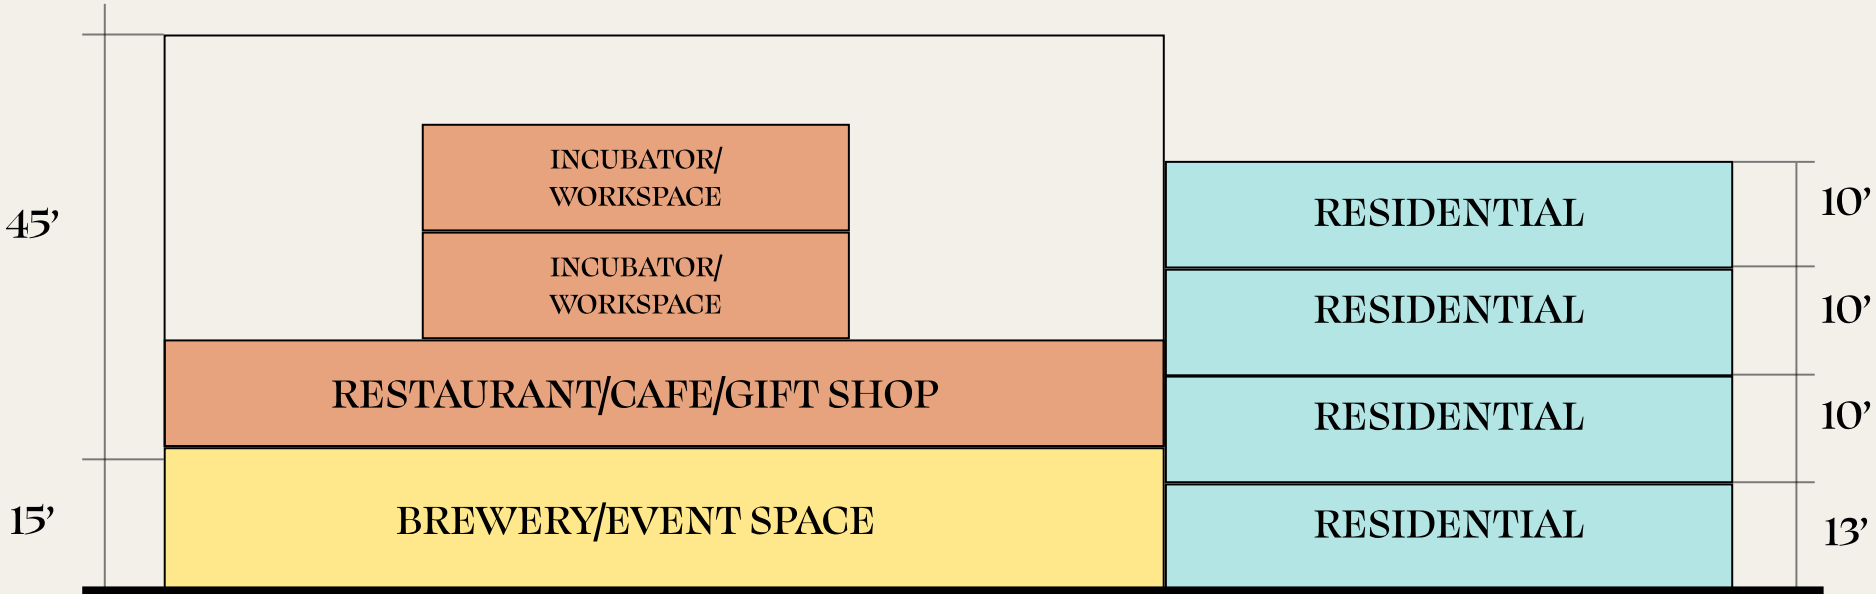 45’
15’
INCUBATOR/
WORKSPACE
INCUBATOR/
WORKSPACE
RESTAURANT/CAFE/GIFT SHOP
BREWERY/EVENT SPACE
RESIDENTIAL
RESIDENTIAL
RESIDENTIAL
RESIDENTIAL
10’
10’
10’
13’